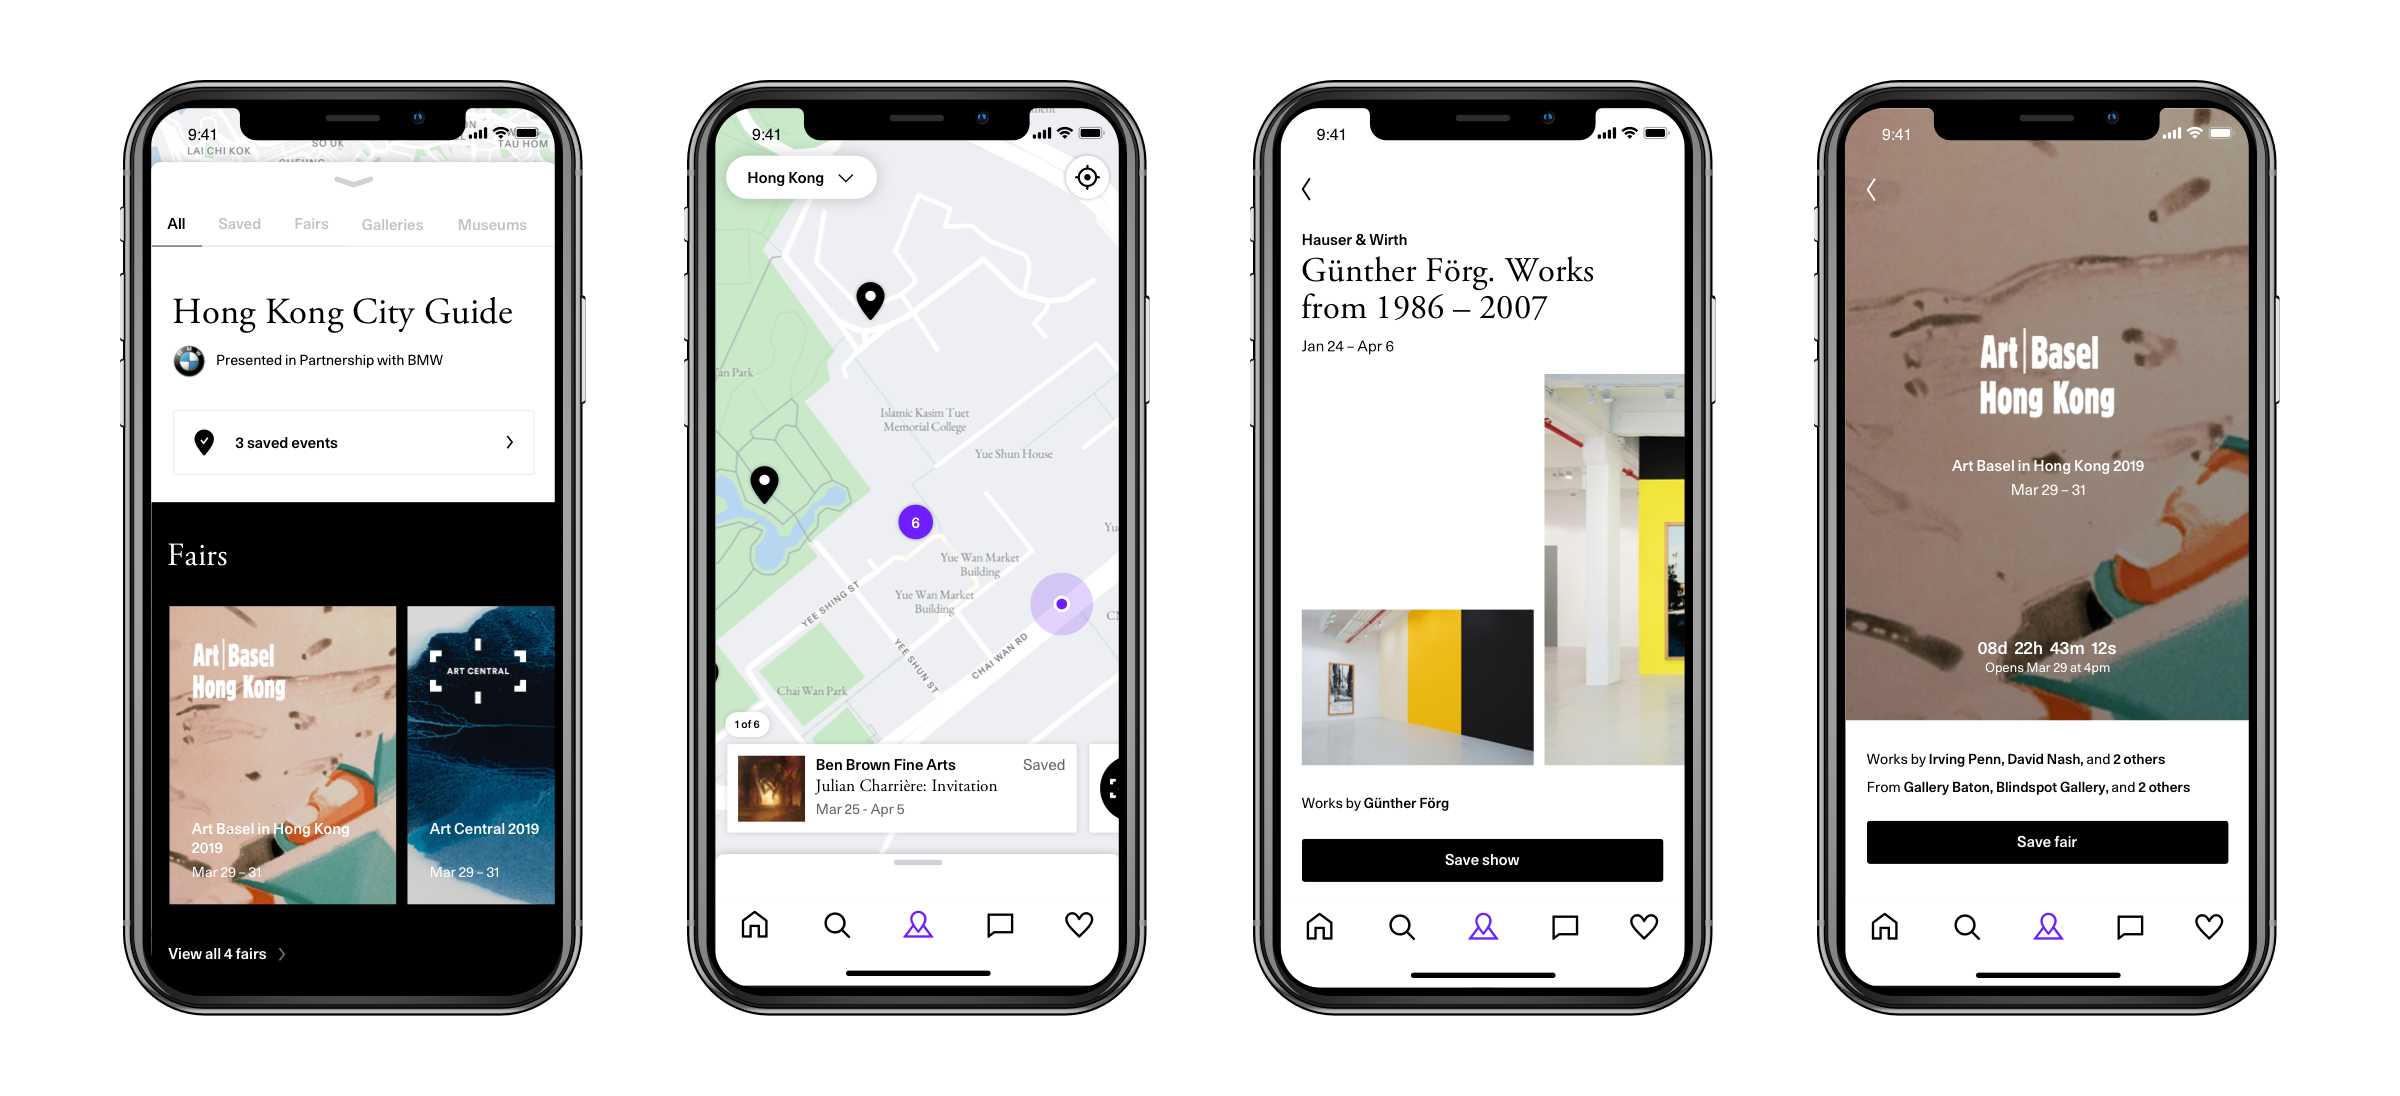 9:41
LAI CHI KOK
SO UK
TAU HOM
All Saved Fairs Galleries Museums
Hong Kong City Guide
Presented in Partnership with BMW
3 saved events
Fairs
Art Basel
Hong Kong
Art Basel in Hong Kong
2019
Mar 29 – 31
ART CENTRAL
Art Central 2019
Mar 29 – 31
View all 4 fairs
9:41
Hong Kong
Islamic Kasim Tuet
Memorial College
Yue Shun House
6
Yue Wan Market
Building
Yue Wan Market
Building
YEE SHING ST
YEE SHUN ST
CHAI WAN RD
Chai Wan Park
1 of 6
Ben Brown Fine Arts
Saved
Julian Charrière: Invitation
Mar 25 - Apr 5
9:41
Hauser & Wirth
Günther Förg. Works
from 1986 – 2007
Jan 24 – Apr 6
Works by Günther Förg
Save show
9:41
Art Basel
Hong Kong
Art Basel in Hong Kong 2019
Mar 29 – 31
08d 22h 43m 12s
Opens Mar 29 at 4pm
Works by Irving Penn, David Nash, and 2 others
From Gallery Baton, Blindspot Gallery, and 2 others
Save fair